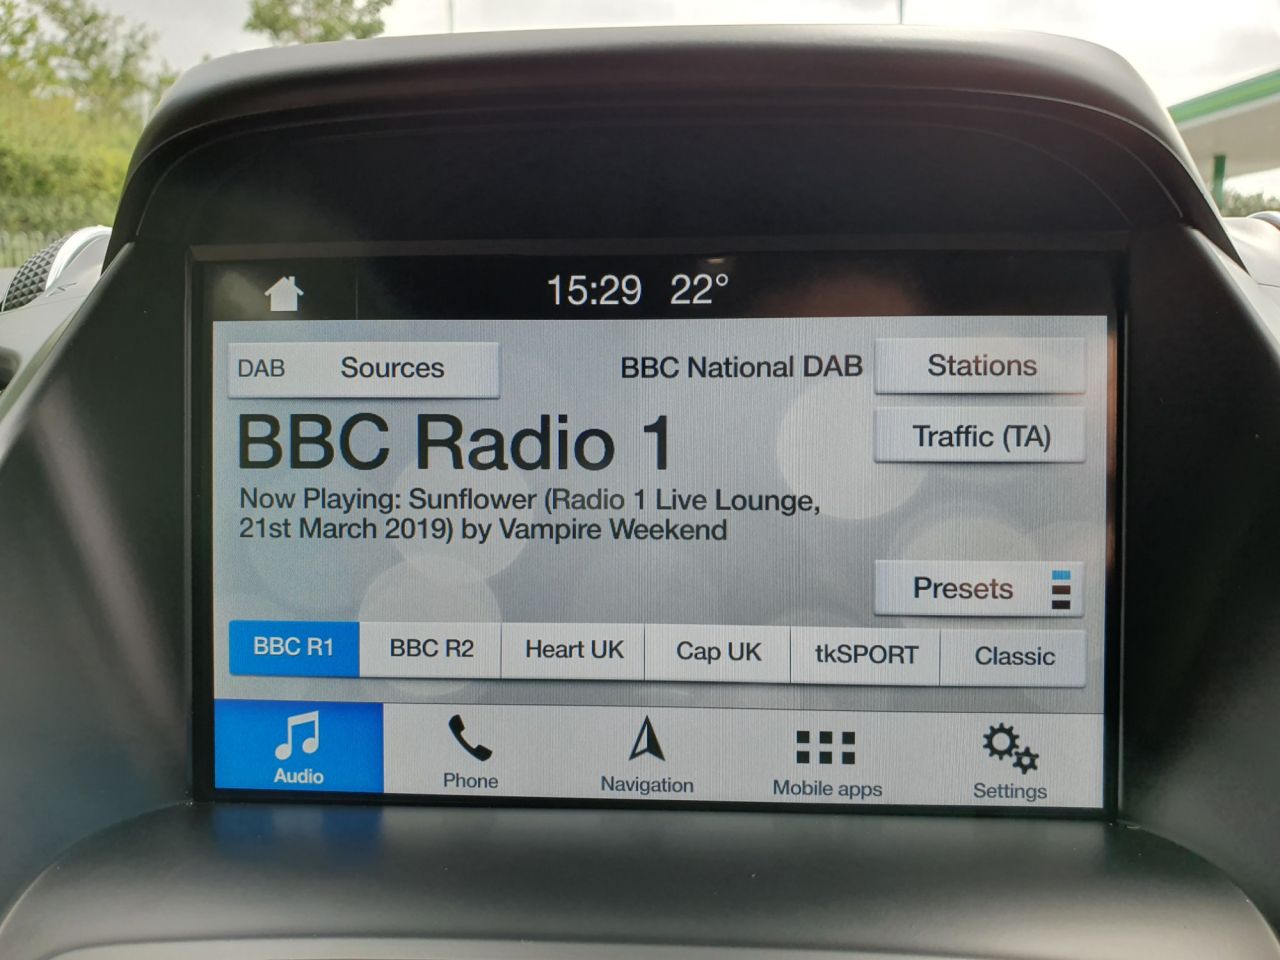 15:29 22°
DAB Sources
BBC National DAB
Stations
BBC Radio 1
Traffic (TA)
Now Playing: Sunflower (Radio 1 Live Lounge,
21st March 2019) by Vampire Weekend
Presets
BBC R1
BBC R2
Heart UK
Cap UK
tkSPORT
Classic
Audio
Phone
Navigation
Mobile apps
Settings